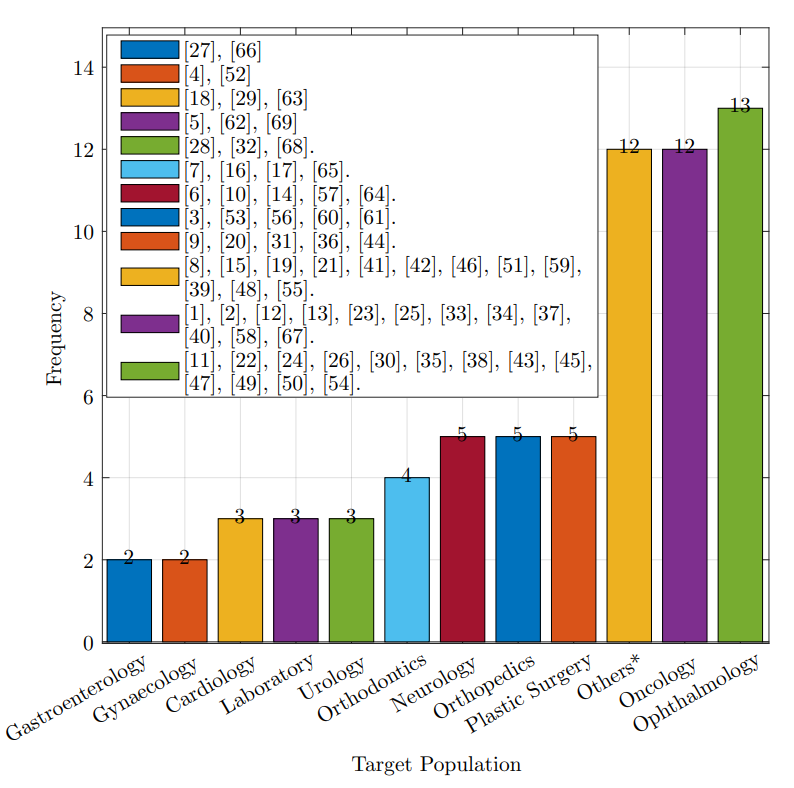 [27], [66]
[4], [52]
[18], [29], [63]
[5], [62], [69]
[28], [32], [68].
[7], [16], [17], [65].
[6], [10], [14], [57], [64].
[3], [53], [56], [60], [61].
[9], [20], [31], [36], [44].
[8], [15], [19], [21], [41], [42], [46], [51], [59],
[39], [48], [55].
[1], [2], [12], [13], [23], [25], [33], [34], [37],
[40], [58], [67].
[11], [22], [24], [26], [30], [35], [38], [43], [45],
[47], [49], [50], [54].
14
12
10
8
6
4
2
0
Frequency
2
2
3
3
3
4
5
5
5
12
12
13
Gastroenterology
Gynaecology
Cardiology
Laboratory
Urology
Orthodontics
Neurology
Orthopedics
Plastic Surgery
Others*
Oncology
Ophthalmology
Target Population